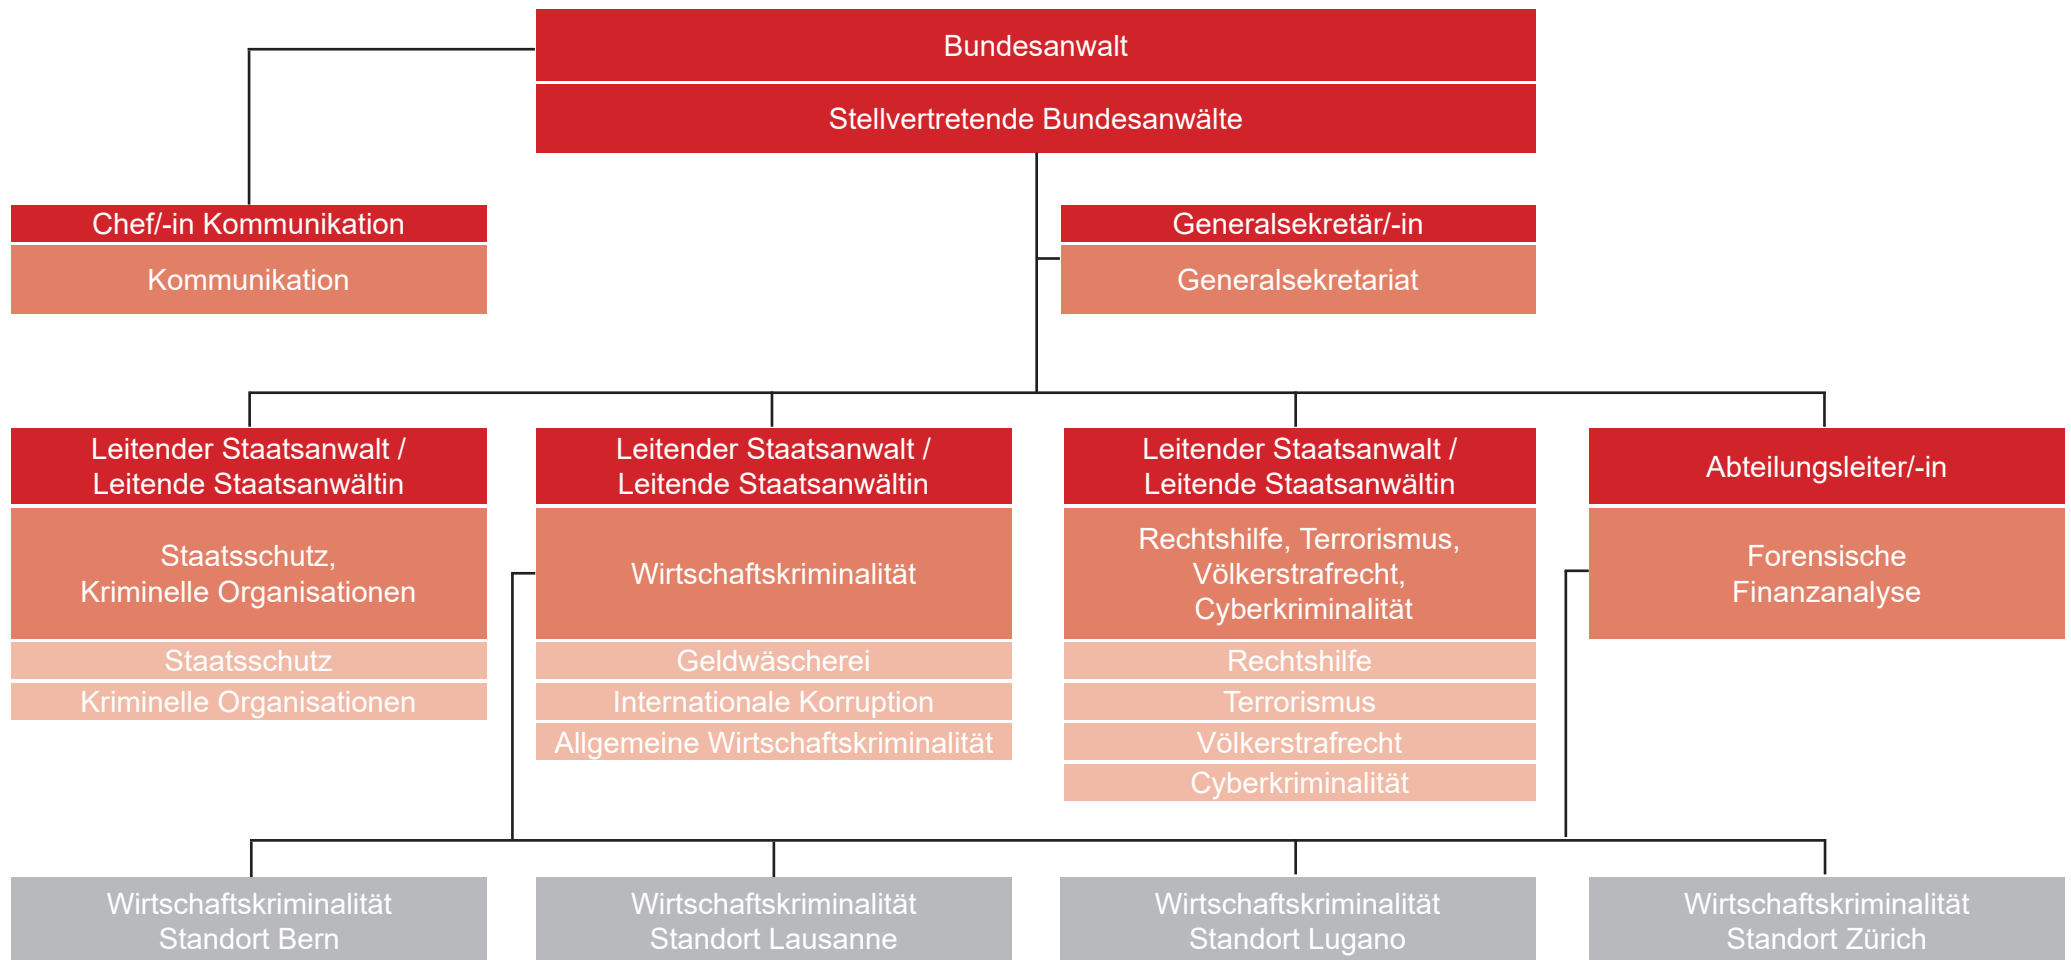 Bundesanwalt
Stellvertretende Bundesanwälte
Chef/-in Kommunikation
Kommunikation
Generalsekretär/-in
Generalsekretariat
Leitender Staatsanwalt /
Leitende Staatsanwältin
Staatsschutz,
Kriminelle Organisationen
Staatsschutz
Kriminelle Organisationen
Leitender Staatsanwalt /
Leitende Staatsanwältin
Wirtschaftskriminalität
Geldwäscherei
Internationale Korruption
Allgemeine Wirtschaftskriminalität
Leitender Staatsanwalt /
Leitende Staatsanwältin
Rechtshilfe, Terrorismus,
Völkerstrafrecht,
Cyberkriminalität
Rechtshilfe
Terrorismus
Völkerstrafrecht
Cyberkriminalität
Abteilungsleiter/-in
Forensische
Finanzanalyse
Wirtschaftskriminalität
Standort Bern
Wirtschaftskriminalität
Standort Lausanne
Wirtschaftskriminalität
Standort Lugano
Wirtschaftskriminalität
Standort Zürich